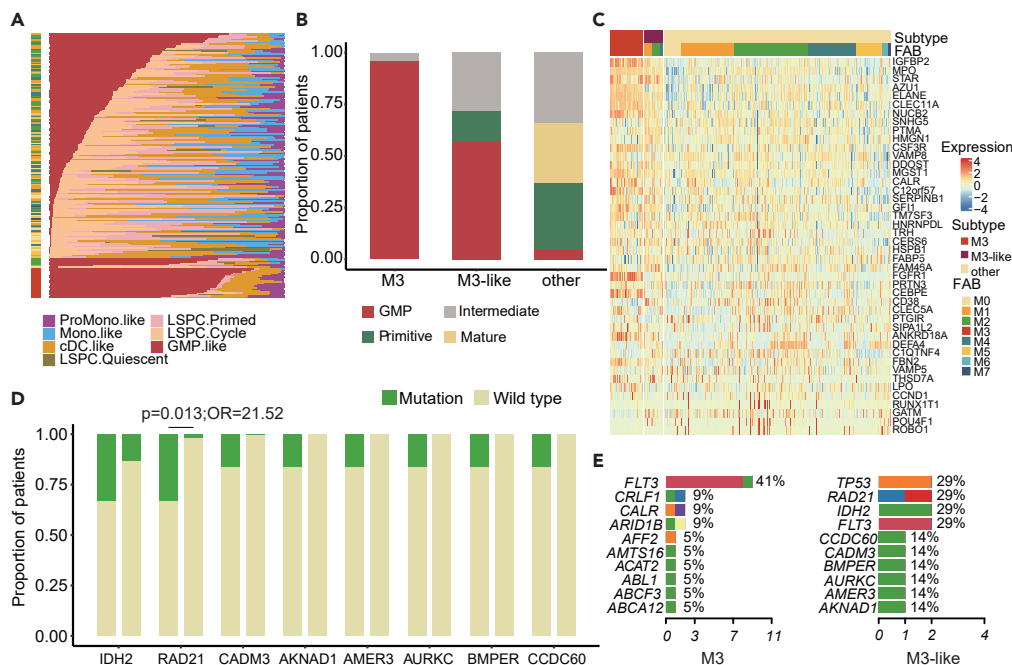 A
ProMono.like
LSPC.Primed
Mono.like
LSPC.Cycle
cDC.like
GMP.like
LSPC.Quiescent
B
Proportion of patients
1.00
0.75
0.50
0.25
0.00
M3
M3-like
other
GMP
Intermediate
Primitive
Mature
C
Subtype
FAB
IGFBP2
MPO
STAR
AZU1
ELANE
CLEC11A
NUCB2
SNHG5
PTMA
HMGN1
CSF3R
VAMP8
DDOST
MGST1
CALR
C12orf57
SERPINB1
GFI1
TM7SF3
HNRNPDL
TRH
CERS6
HSPB1
FABP5
FAM46A
FGFR1
PRTN3
CEBPE
CD38
CLEC5A
PTGIR
SIPA1L2
ANKRD18A
DEFA4
C1QTNF4
FBN2
VAMP5
THSD7A
LPO
CCND1
RUNX1T1
GATM
POU4F1
ROBO1
Expression
4
2
0
−2
−4
Subtype
M3
M3-like
other
FAB
M0
M1
M2
M3
M4
M5
M6
M7
D
Mutation
Wild type
p=0.013;OR=21.52
Proportion of patients
1.00
0.75
0.50
0.25
0.00
IDH2 RAD21 CADM3 AKNAD1 AMER3 AURKC BMPER CCDC60
E
FLT3 41%
CRLF1 9%
CALR 9%
ARID1B 9%
AFF2 5%
AMTS16 5%
ACAT2 5%
ABL1 5%
ABCF3 5%
ABCA12 5%
0 3 7 11
M3
TP53 29%
RAD21 29%
IDH2 29%
FLT3 29%
CCDC60 14%
CADM3 14%
BMPER 14%
AURKC 14%
AMER3 14%
AKNAD1 14%
0 1 2 4
M3-like